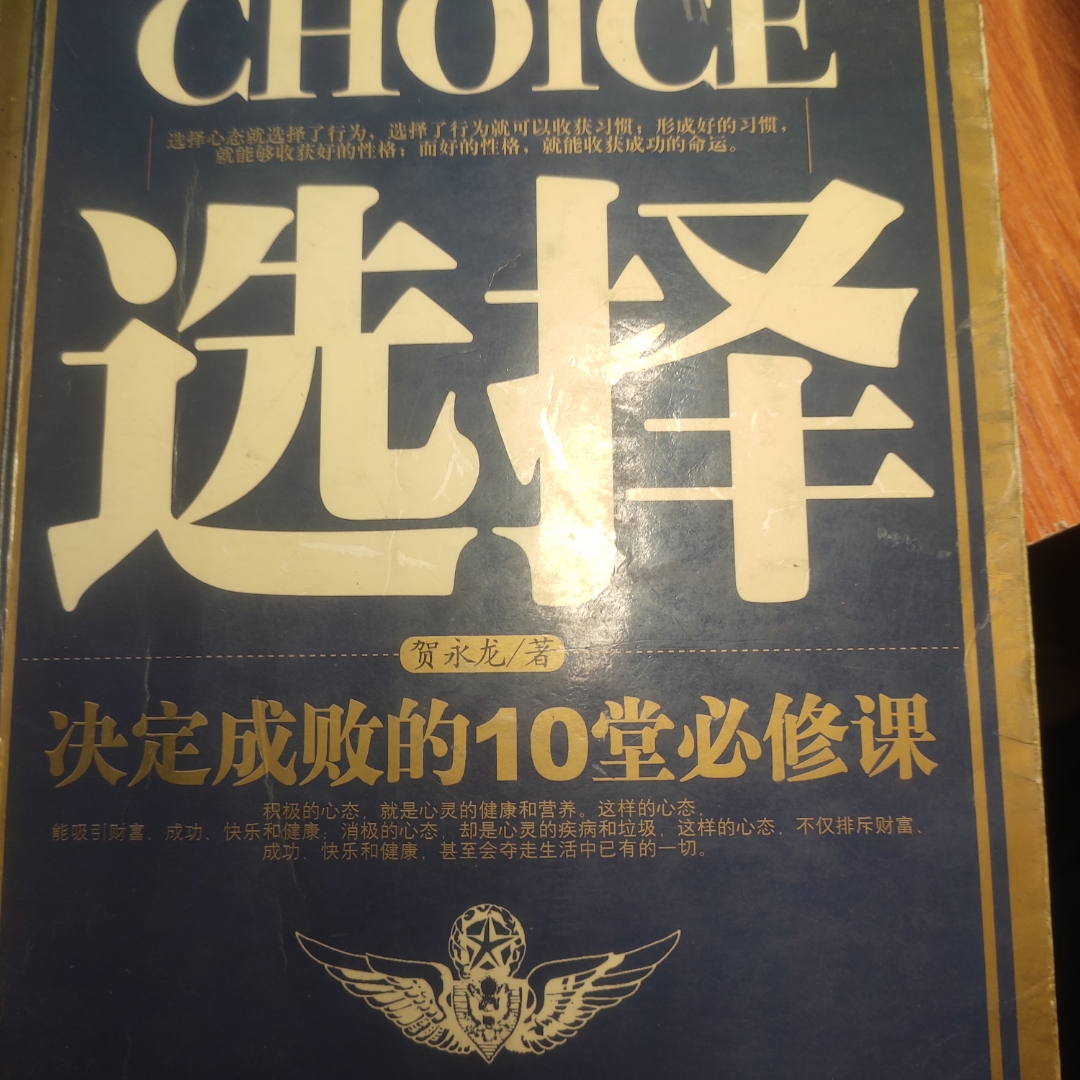 CHOICE
选择心态就选择了行为，选择了行为就可以收获习惯；形成好的习惯，
就能够收获好的性格；而好的性格，就能收获成功的命运。
选择
贺永龙/著
决定成败的10堂必修课
积极的心态，就是心灵的健康和营养。这样的心态，
能吸引财富、成功、快乐和健康；消极的心态，却是心灵的疾病和垃圾，这样的心态，不仅排斥财富、
成功、快乐和健康，甚至会夺走生活中已有的一切。